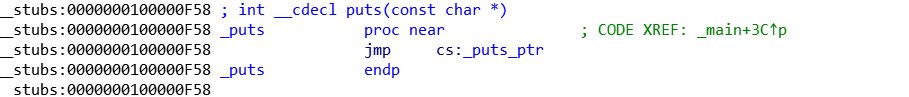 __stubs:0000000100000F58 ; int __cdecl puts(const char *)
__stubs:0000000100000F58 _puts proc near ; CODE XREF: _main+3C↑p
__stubs:0000000100000F58 jmp cs:_puts_ptr
__stubs:0000000100000F58 _puts endp
__stubs:0000000100000F58